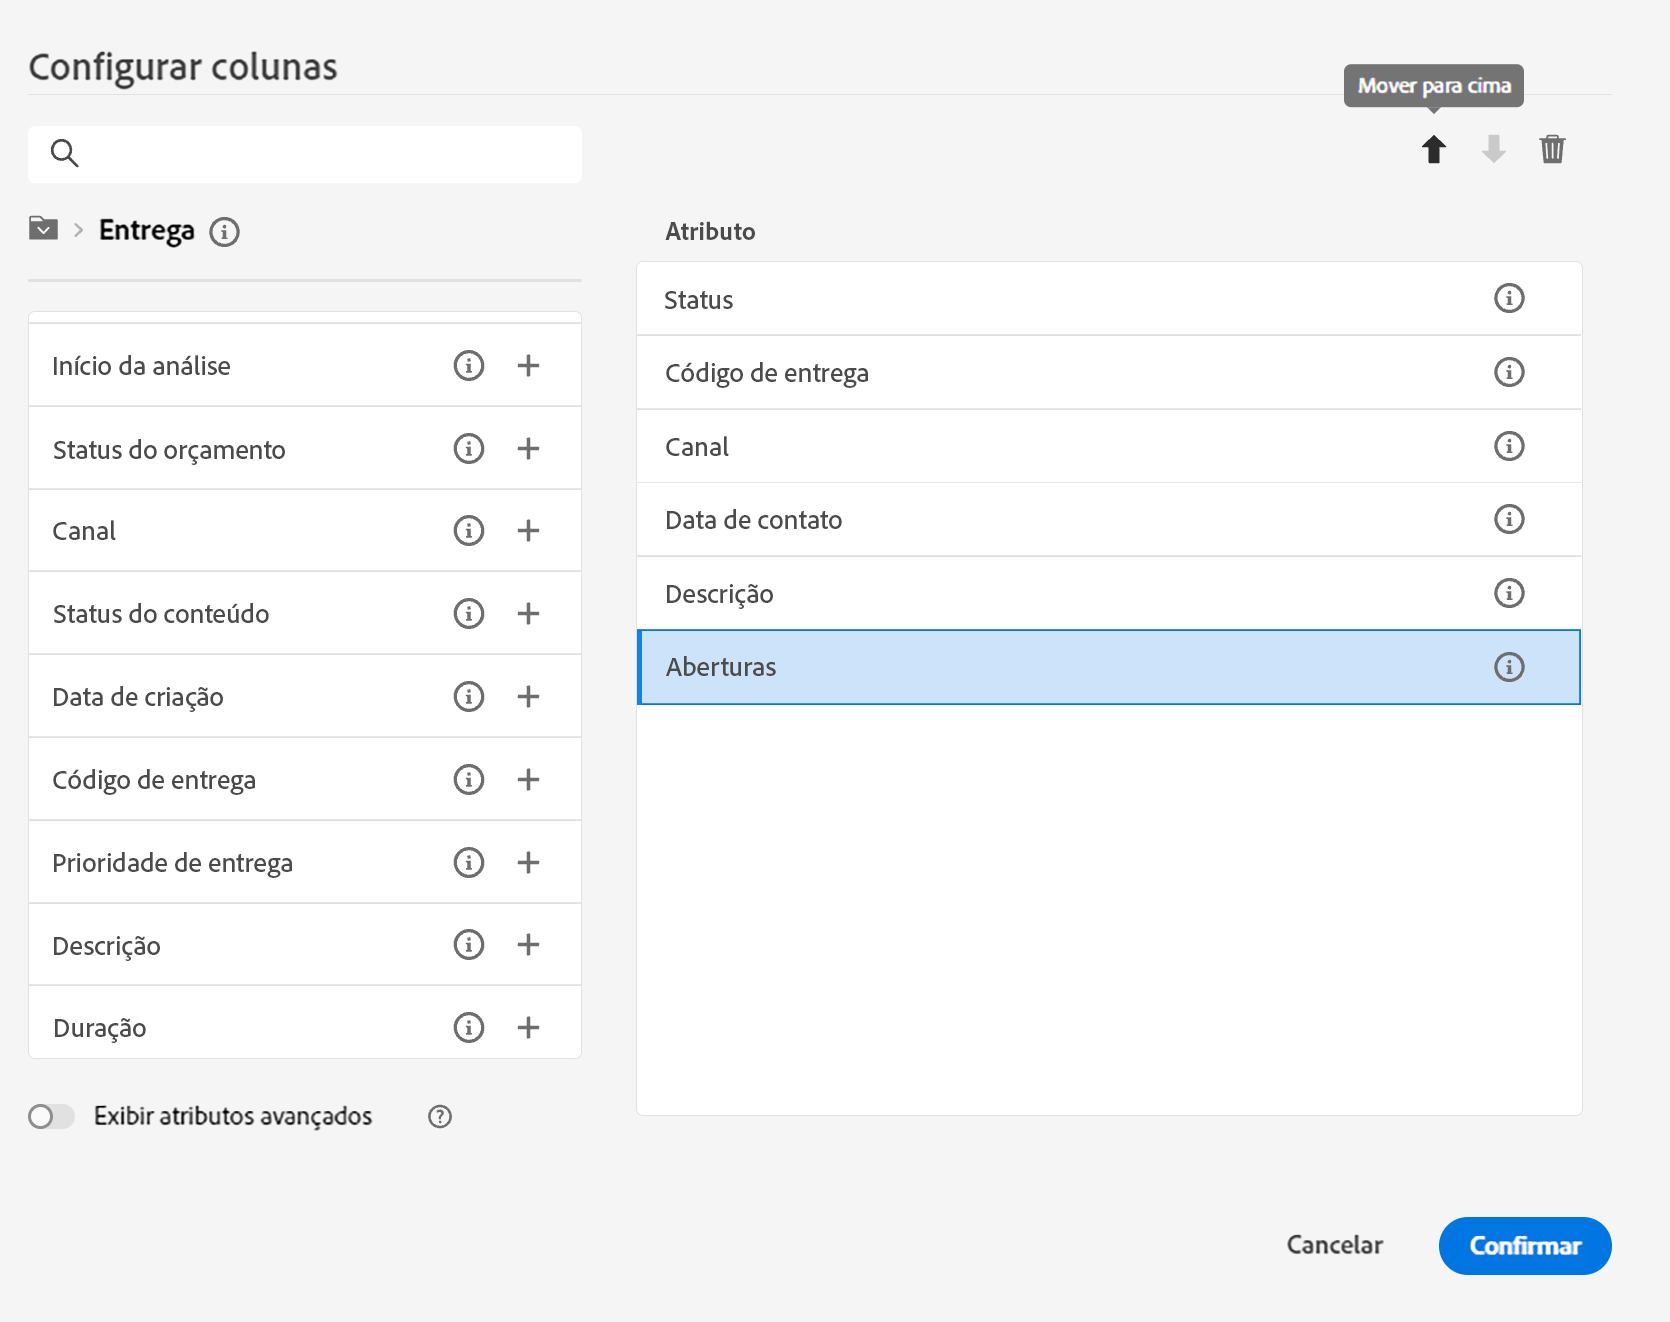 Configurar colunas
Mover para cima
Entrega
Início da análise
Status do orçamento
Canal
Status do conteúdo
Data de criação
Código de entrega
Prioridade de entrega
Descrição
Duração
Exibir atributos avançados
Atributo
Status
Código de entrega
Canal
Data de contato
Descrição
Aberturas
Cancelar
Confirmar